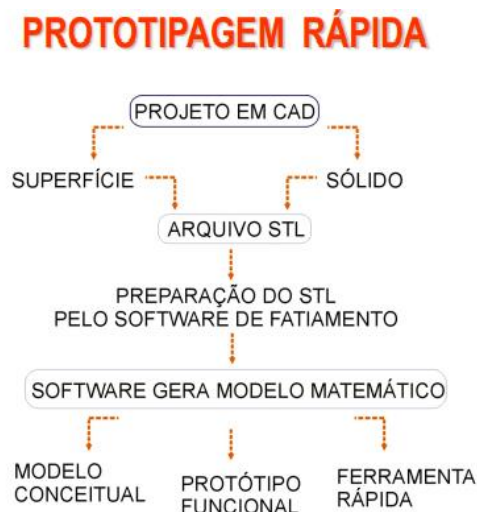 PROTOTIPAGEM RÁPIDA
PROJETO EM CAD
SUPERFÍCIE
SÓLIDO
ARQUIVO STL
PREPARAÇÃO DO STL
PELO SOFTWARE DE FATIAMENTO
SOFTWARE GERA MODELO MATEMÁTICO
MODELO
CONCEITUAL
PROTÓTIPO
FUNCIONAL
FERRAMENTA
RÁPIDA